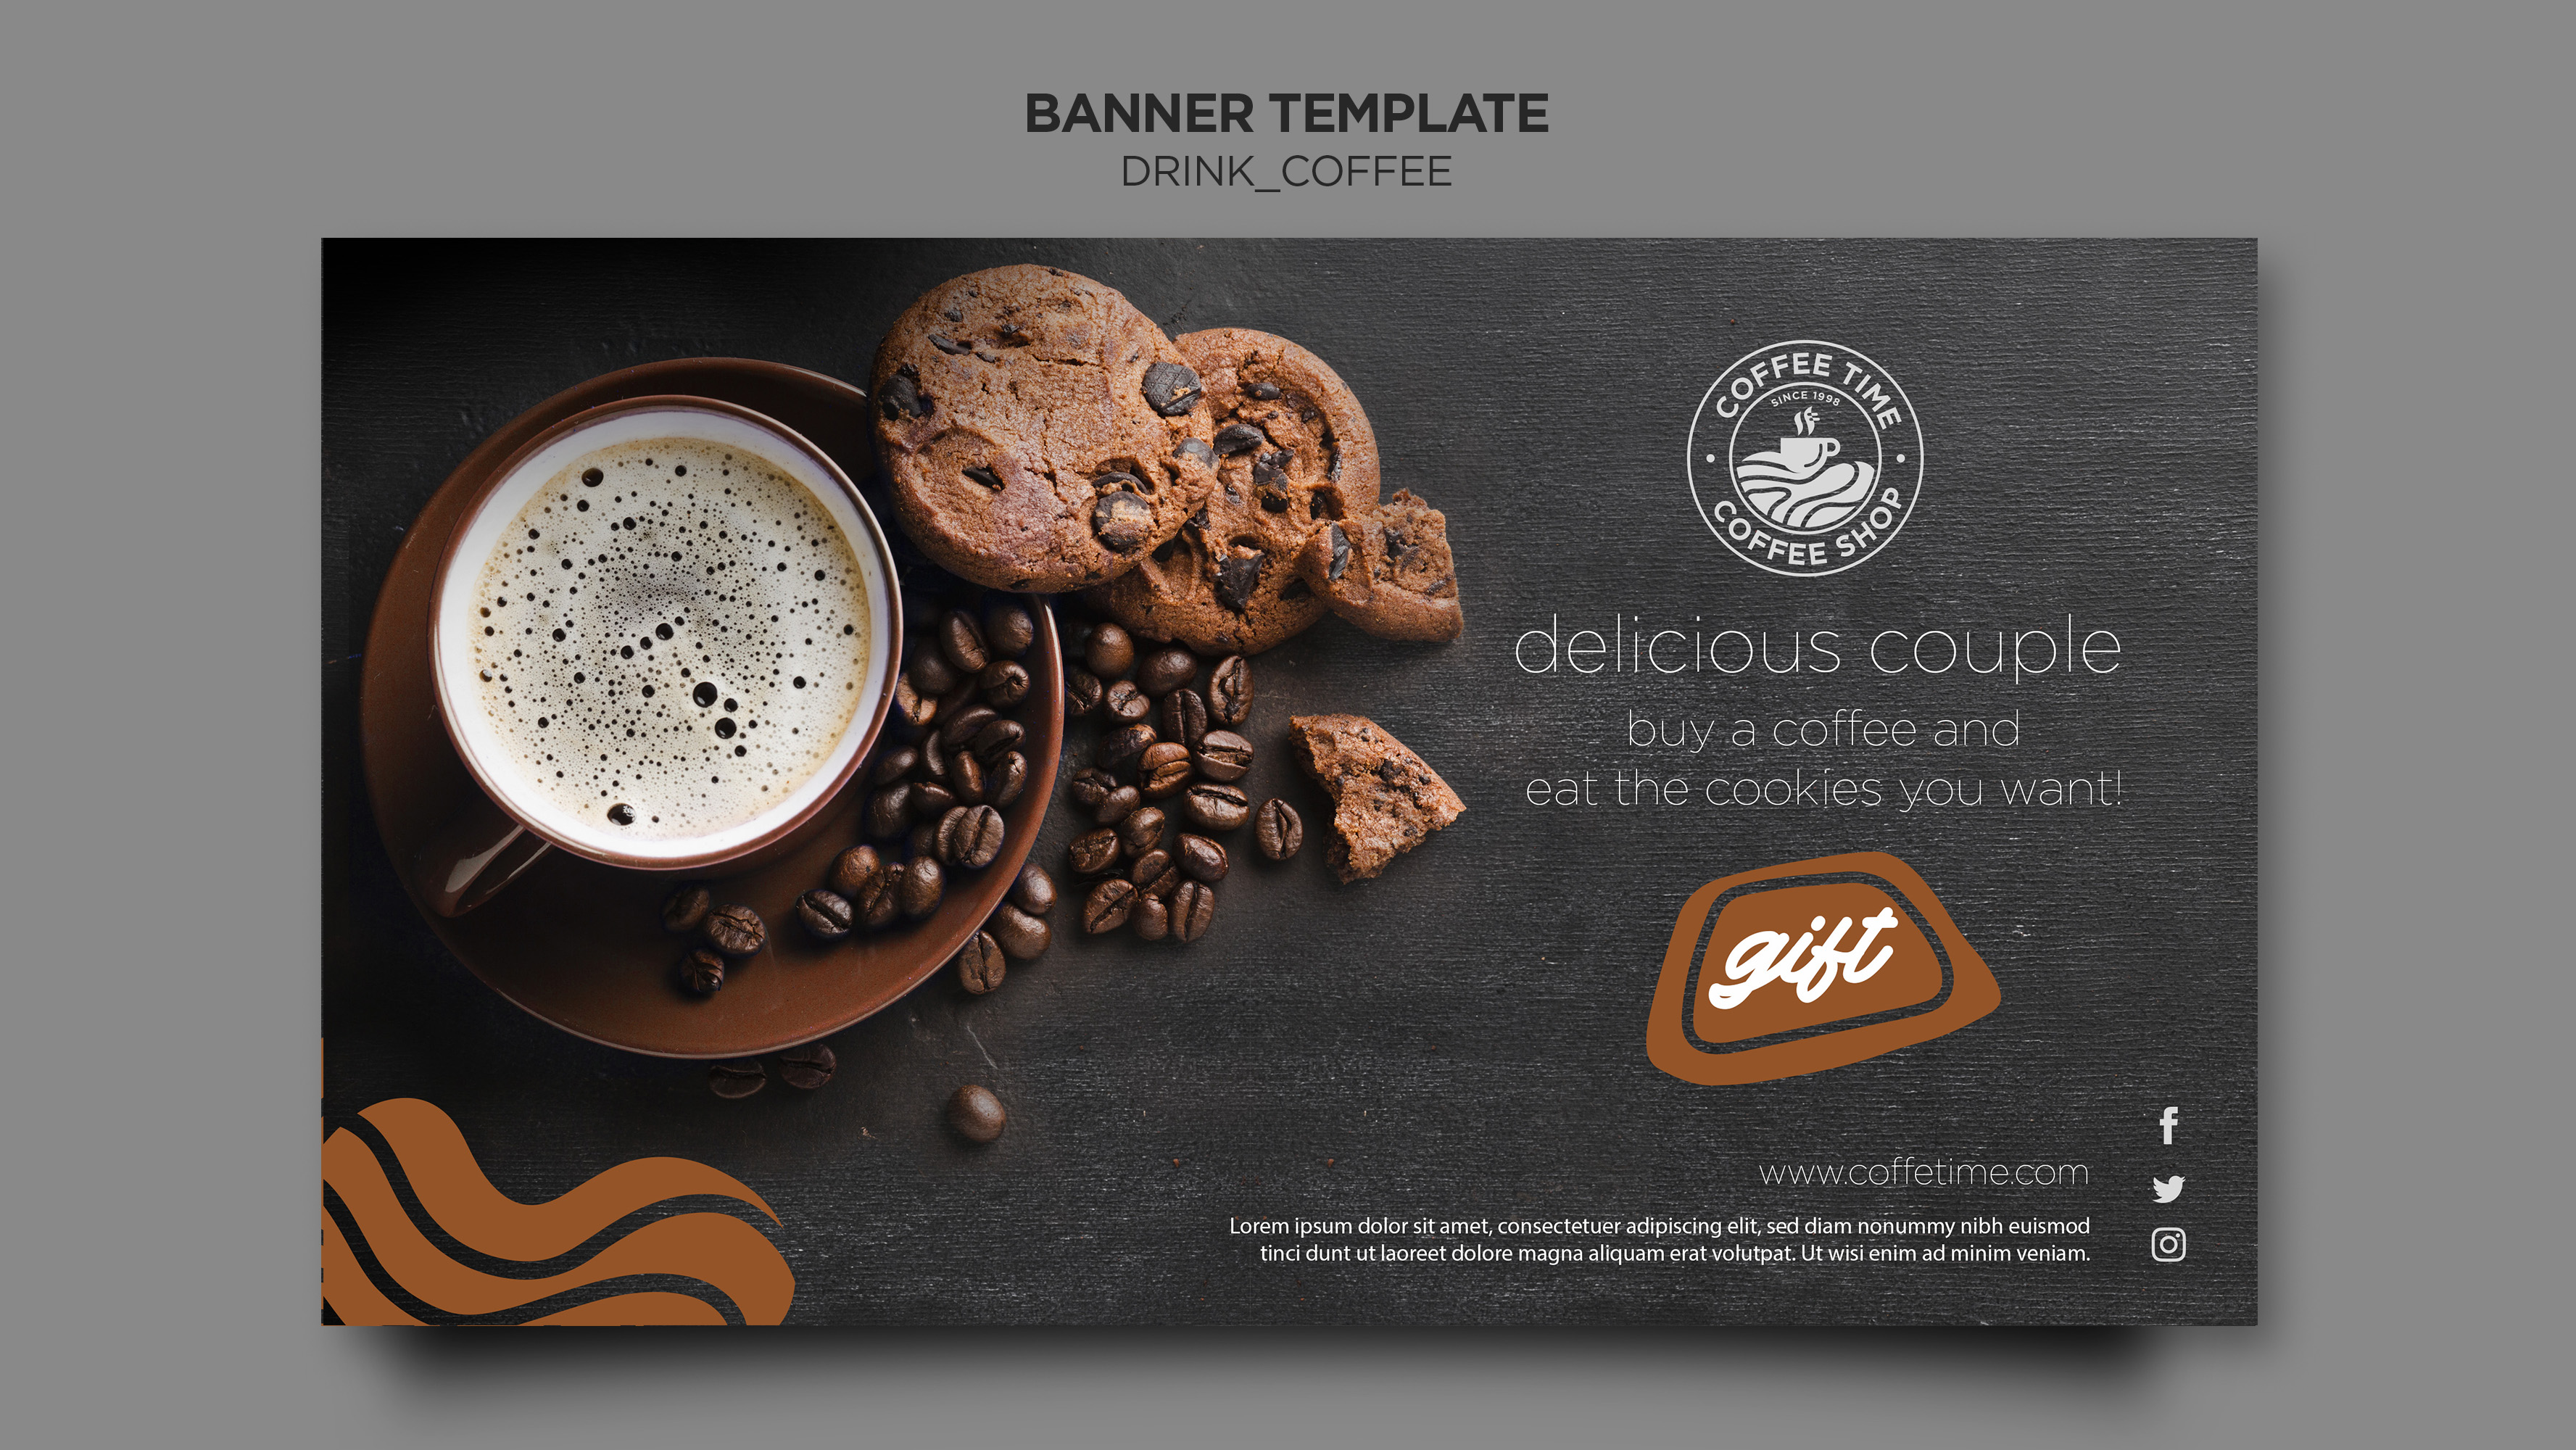 BANNER TEMPLATE
DRINK_COFFEE
COFFEE TIME
SINCE 1998
COFFEE SHOP
delicious couple
buy a coffee and
eat the cookies you want!
gift
www.coffetime.com
Lorem ipsum dolor sit amet, consectetuer adipiscing elit, sed diam nonummy nibh euismod
tinci dunt ut laoreet dolore magna aliquam erat volutpat. Ut wisi enim ad minim veniam.